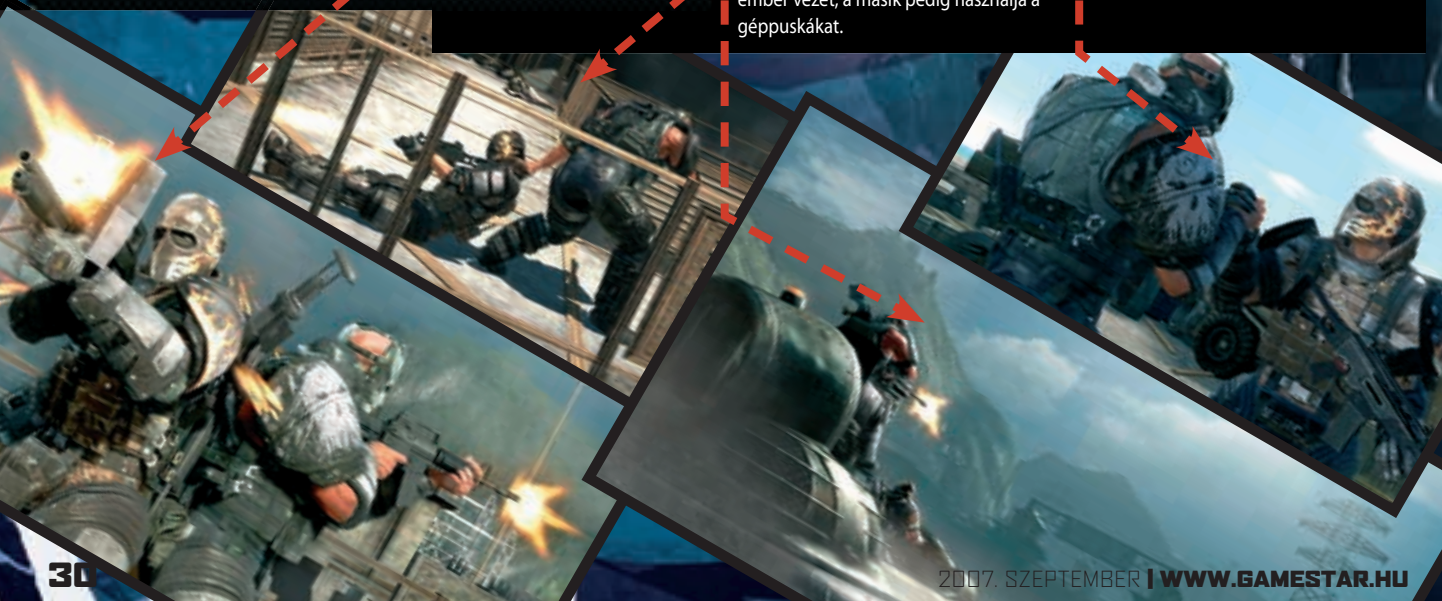 ember vezet, a másik pedig használja a
géppuskákat.
30
2007. SZEPTEMBER | WWW.GAMESTAR.HU